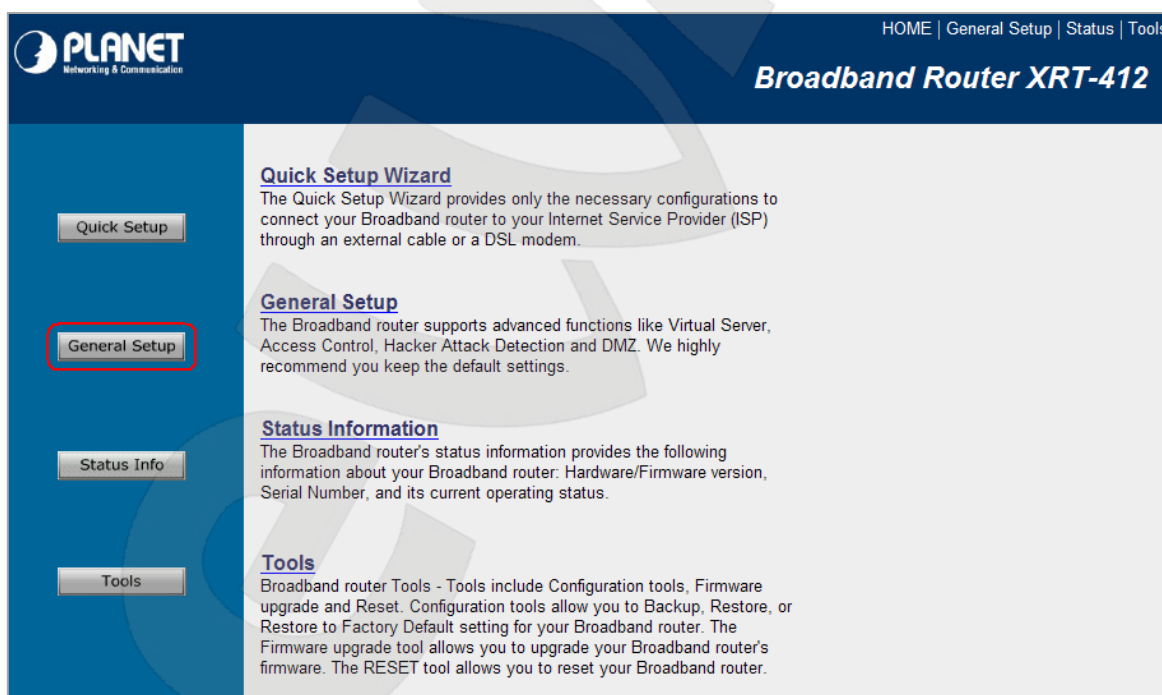 PLANET
Networking & Communication
HOME | General Setup | Status | Tools
Broadband Router XRT-412
Quick Setup
Quick Setup Wizard
The Quick Setup Wizard provides only the necessary configurations to
connect your Broadband router to your Internet Service Provider (ISP)
through an external cable or a DSL modem.
General Setup
General Setup
The Broadband router supports advanced functions like Virtual Server,
Access Control, Hacker Attack Detection and DMZ. We highly
recommend you keep the default settings.
Status Info
Status Information
The Broadband router's status information provides the following
information about your Broadband router: Hardware/Firmware version,
Serial Number, and its current operating status.
Tools
Tools
Broadband router Tools - Tools include Configuration tools, Firmware
upgrade and Reset. Configuration tools allow you to Backup, Restore, or
Restore to Factory Default setting for your Broadband router. The
Firmware upgrade tool allows you to upgrade your Broadband router's
firmware. The RESET tool allows you to reset your Broadband router.